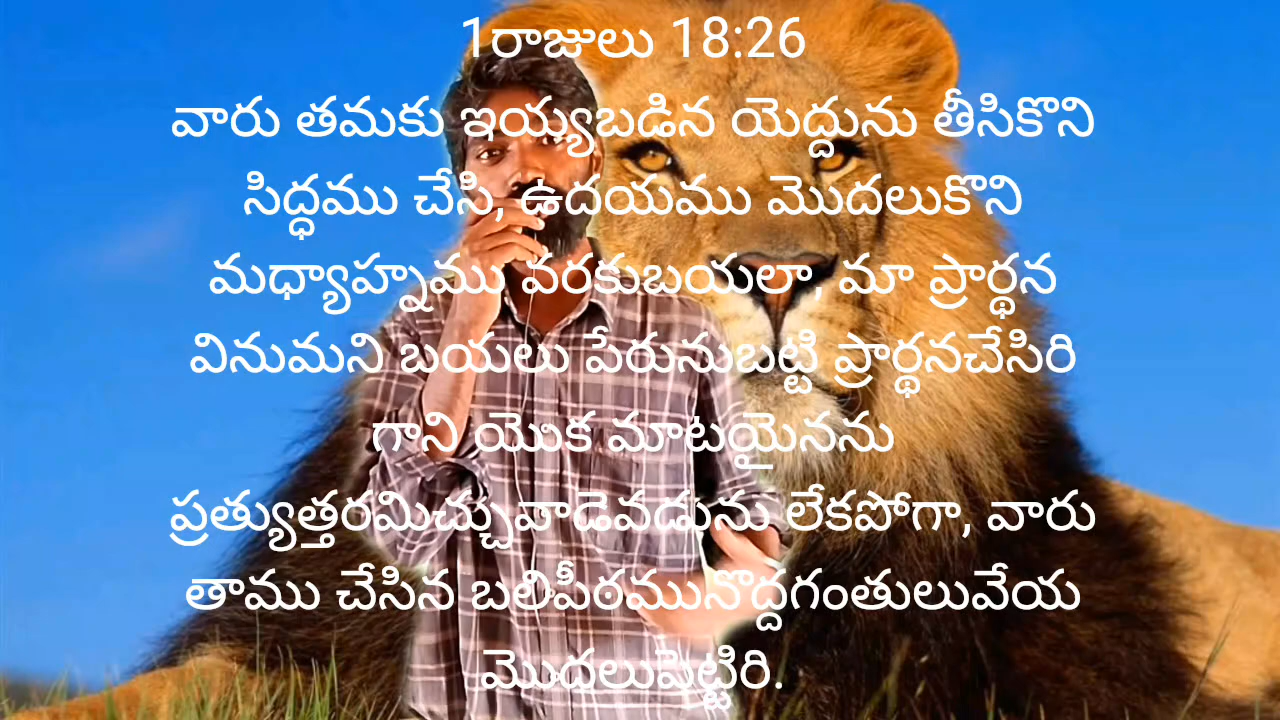 1రాజులు 18:26
వారు తమకు ఇయ్యబడిన యెద్దును తీసికొని
సిద్ధము చేసి, ఉదయము మొదలుకొని
మధ్యాహ్నము వరకుబయలా, మా ప్రార్థన
వినుమని బయలు పేరునుబట్టి ప్రార్థనచేసిరి
గాని యొక మాటయైనను
ప్రత్యుత్తరమిచ్చువాడెవడును లేకపోగా, వారు
తాము చేసిన బలిపీఠమునొద్దగంతులువేయ
మొదలుపెట్టిరి.